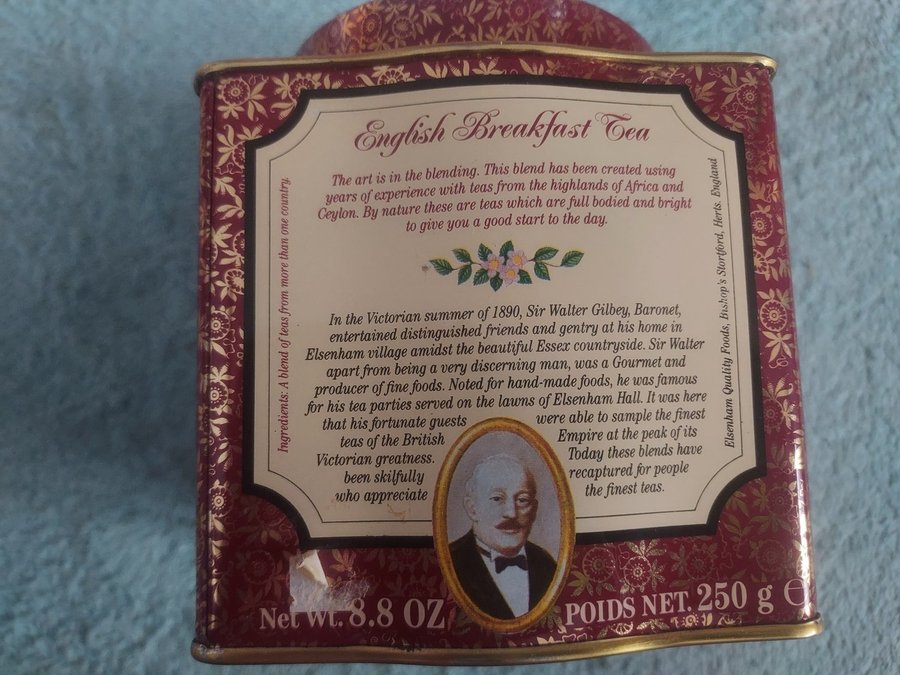 English Breakfast Tea
The art is in the blending. This blend has been created using
years of experience with teas from the highlands of Africa and
Ceylon. By nature these are teas which are full bodied and bright
to give you a good start to the day.
In the Victorian summer of 1890, Sir Walter Gilbey, Baronet,
entertained distinguished friends and gentry at his home in
Elsenham village amidst the beautiful Essex countryside. Sir Walter
apart from being a very discerning man, was a Gourmet and
producer of fine foods. Noted for hand-made foods, he was famous
for his tea parties served on the lawns of Elsenham Hall. It was here
that his fortunate guests were able to sample the finest
teas of the British Empire at the peak of its
Victorian greatness. Today these blends have
been skilfully recaptured for people
who appreciate the finest teas.
Ingredients: A blend of teas from more than one country.
Elsenham Quality Foods, Bishop's Stortford, Herts. England
Net Wt. 8.8 OZ POIDS NET. 250 g e